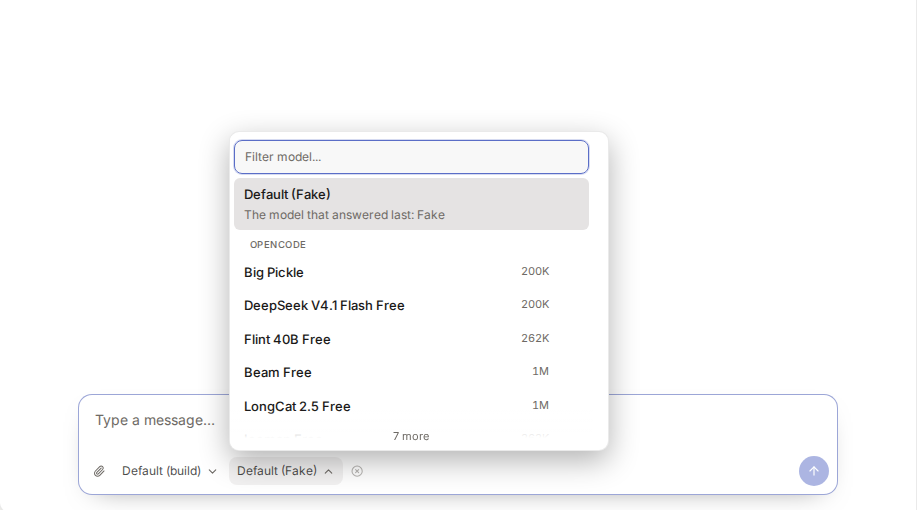 Filter model...
Default (Fake)
The model that answered last: Fake
OPENCODE
Big Pickle 200K
DeepSeek V4.1 Flash Free 200K
Flint 40B Free 262K
Beam Free 1M
LongCat 2.5 Free 1M
7 more
Type a message...
Default (build) Default (Fake)